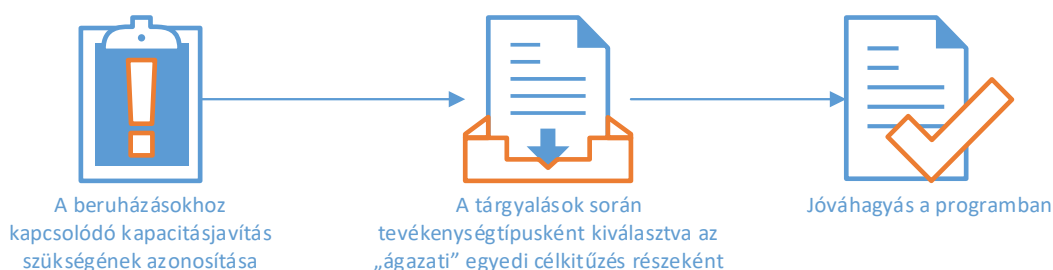 A beruházásokhoz
kapcsolódó kapacitásjavítás
szükségének azonosítása
A tárgyalások során
tevékenységtípusként kiválasztva az
„ágazati” egyedi célkitűzés részeként
Jóváhagyás a programban